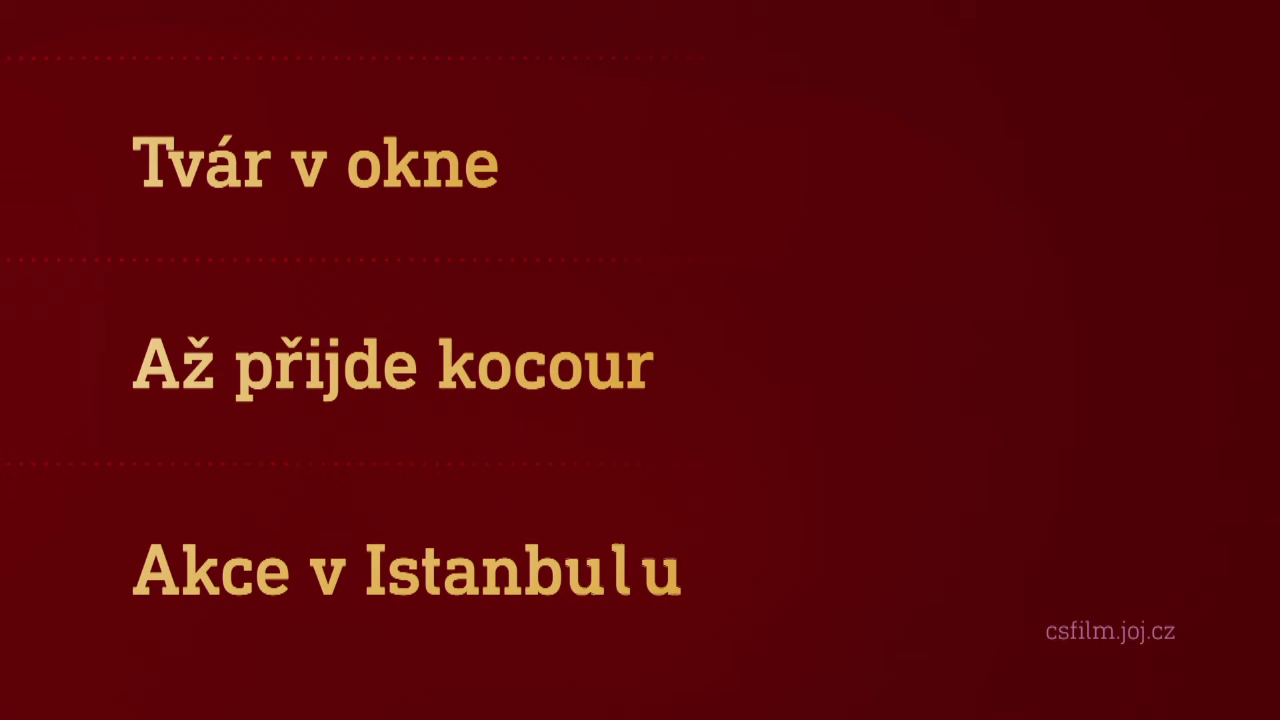 Tvár v okne
Až přijde kocour
Akce v Istanbulu
csfilm.joj.cz